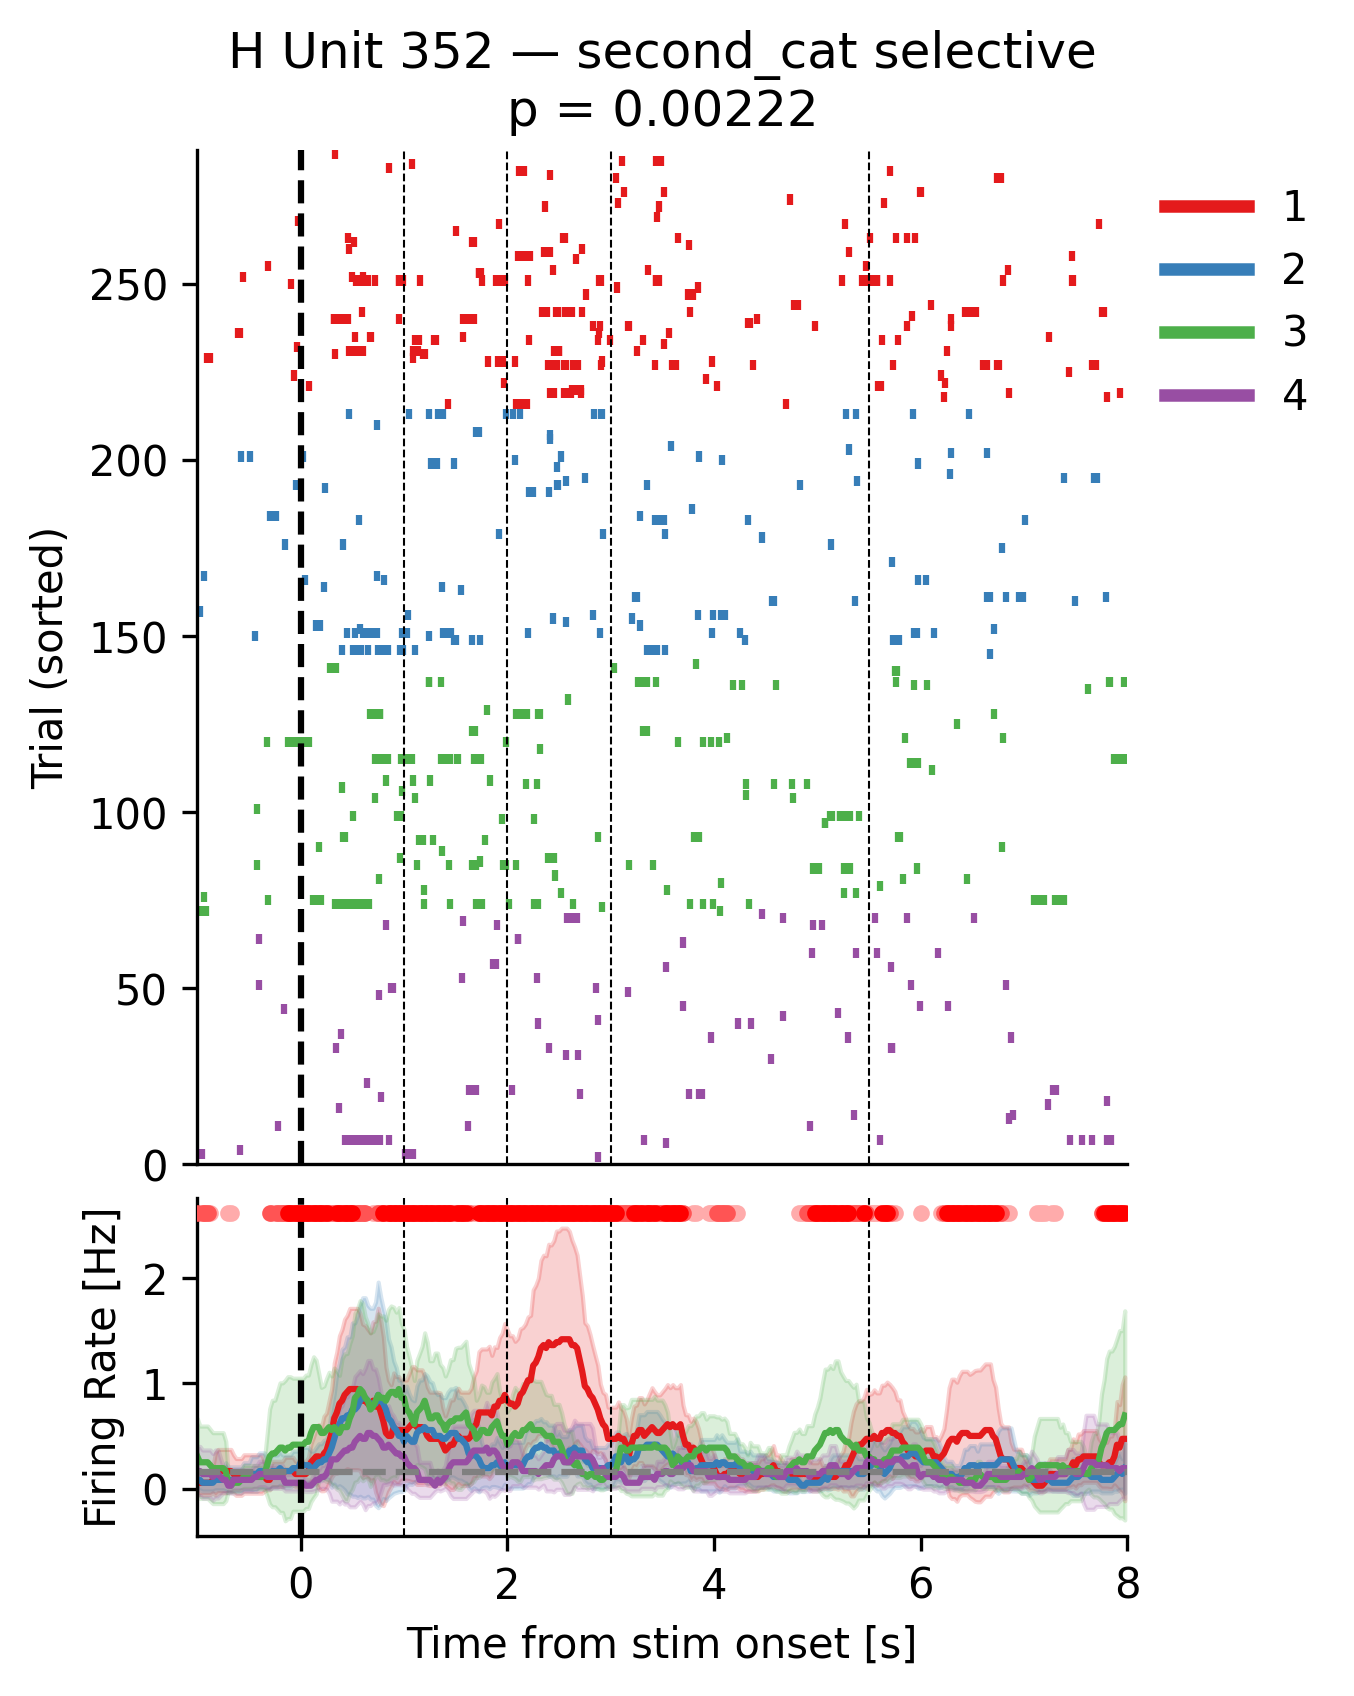 H Unit 352 — second_cat selective
p = 0.00222
1
2
3
4
250
200
150
100
50
0
Trial (sorted)
2
1
0
Firing Rate [Hz]
0 2 4 6 8
Time from stim onset [s]